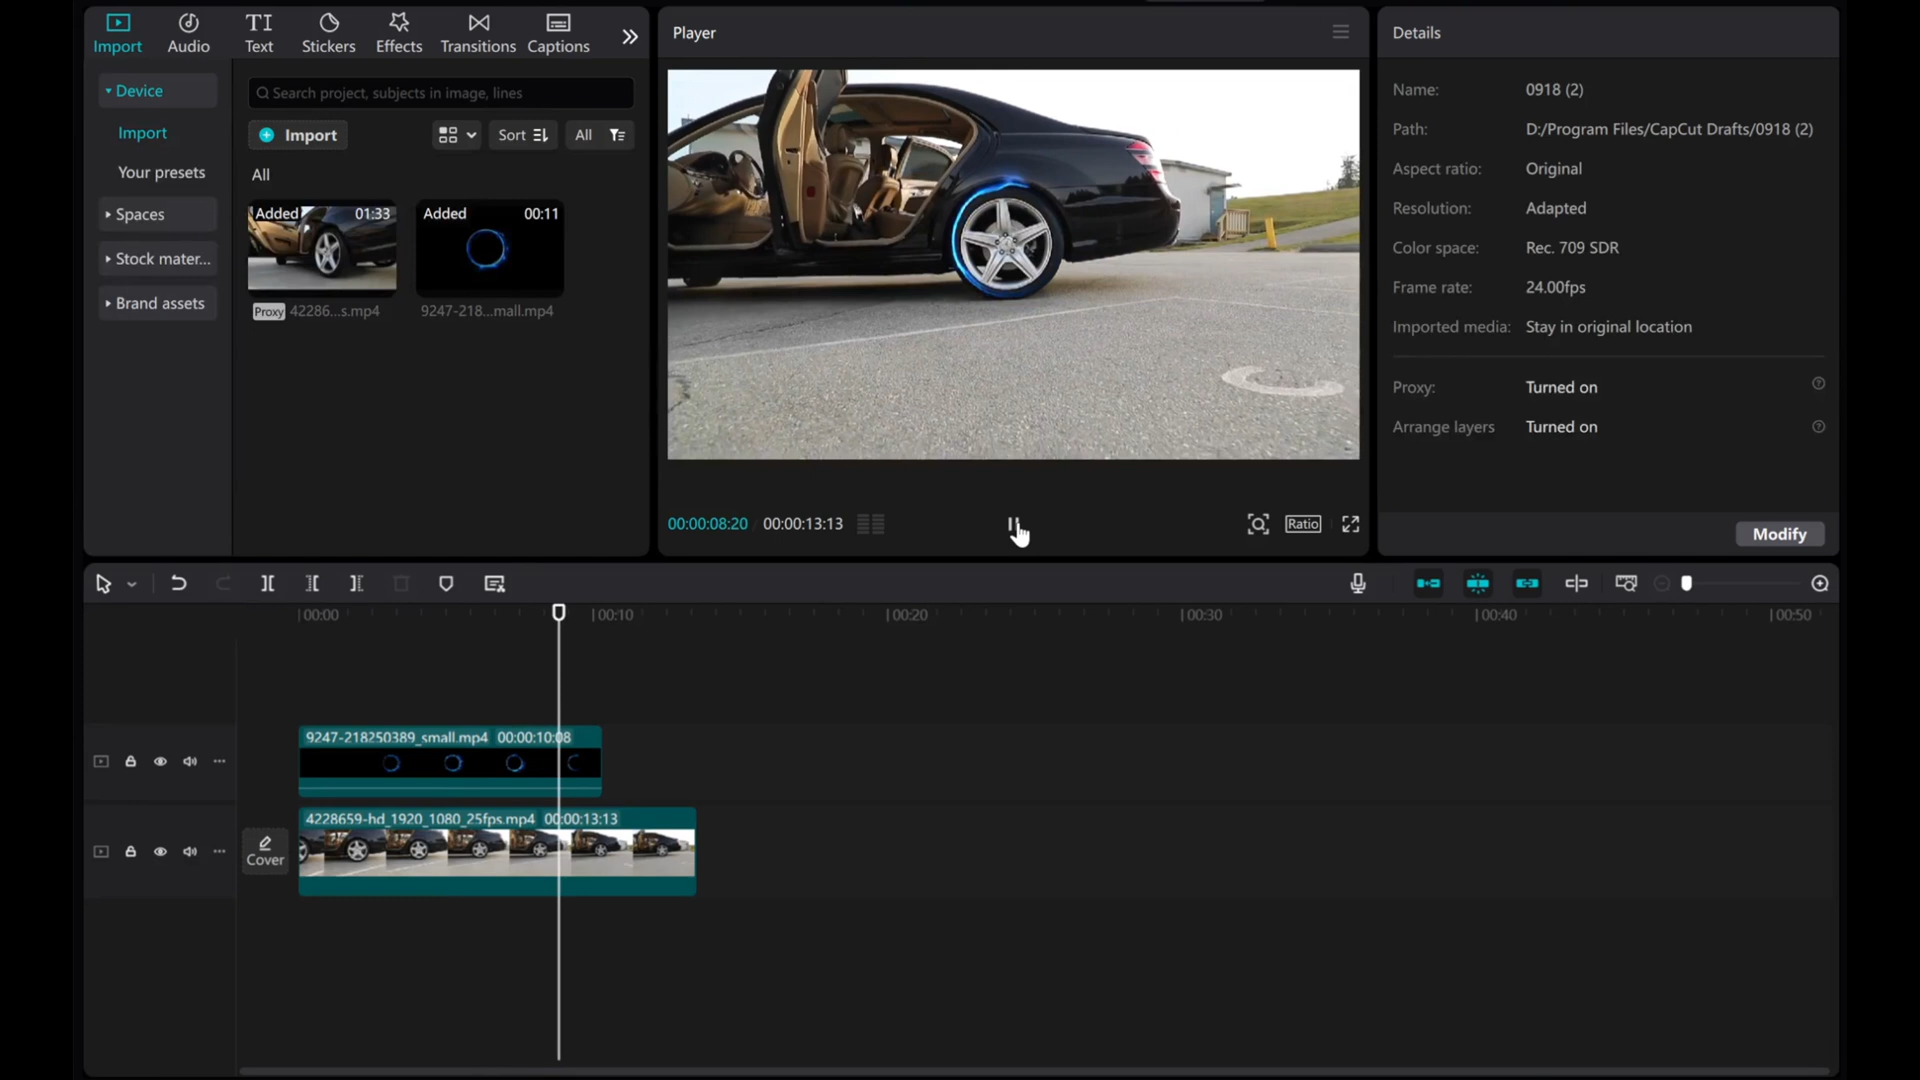 Import
Audio
TI
Text
Stickers
Effects
Transitions
Captions
Device
Import
Your presets
Spaces
Stock mater...
Brand assets
Search project, subjects in image, lines
Import
Sort
All
All
Added 01:33
Added 00:11
Proxy 42286...s.mp4
9247-218...mall.mp4
Player
00:00:08:20 00:00:13:13
Ratio
Details
Name: 0918 (2)
Path: D:/Program Files/CapCut Drafts/0918 (2)
Aspect ratio: Original
Resolution: Adapted
Color space: Rec. 709 SDR
Frame rate: 24.00fps
Imported media: Stay in original location
Proxy: Turned on
Arrange layers Turned on
Modify
00:00 00:10 00:20 00:30 00:40 00:50
9247-218250389_small.mp4 00:00:10:08
4228659-hd_1920_1080_25fps.mp4 00:00:13:13
Cover